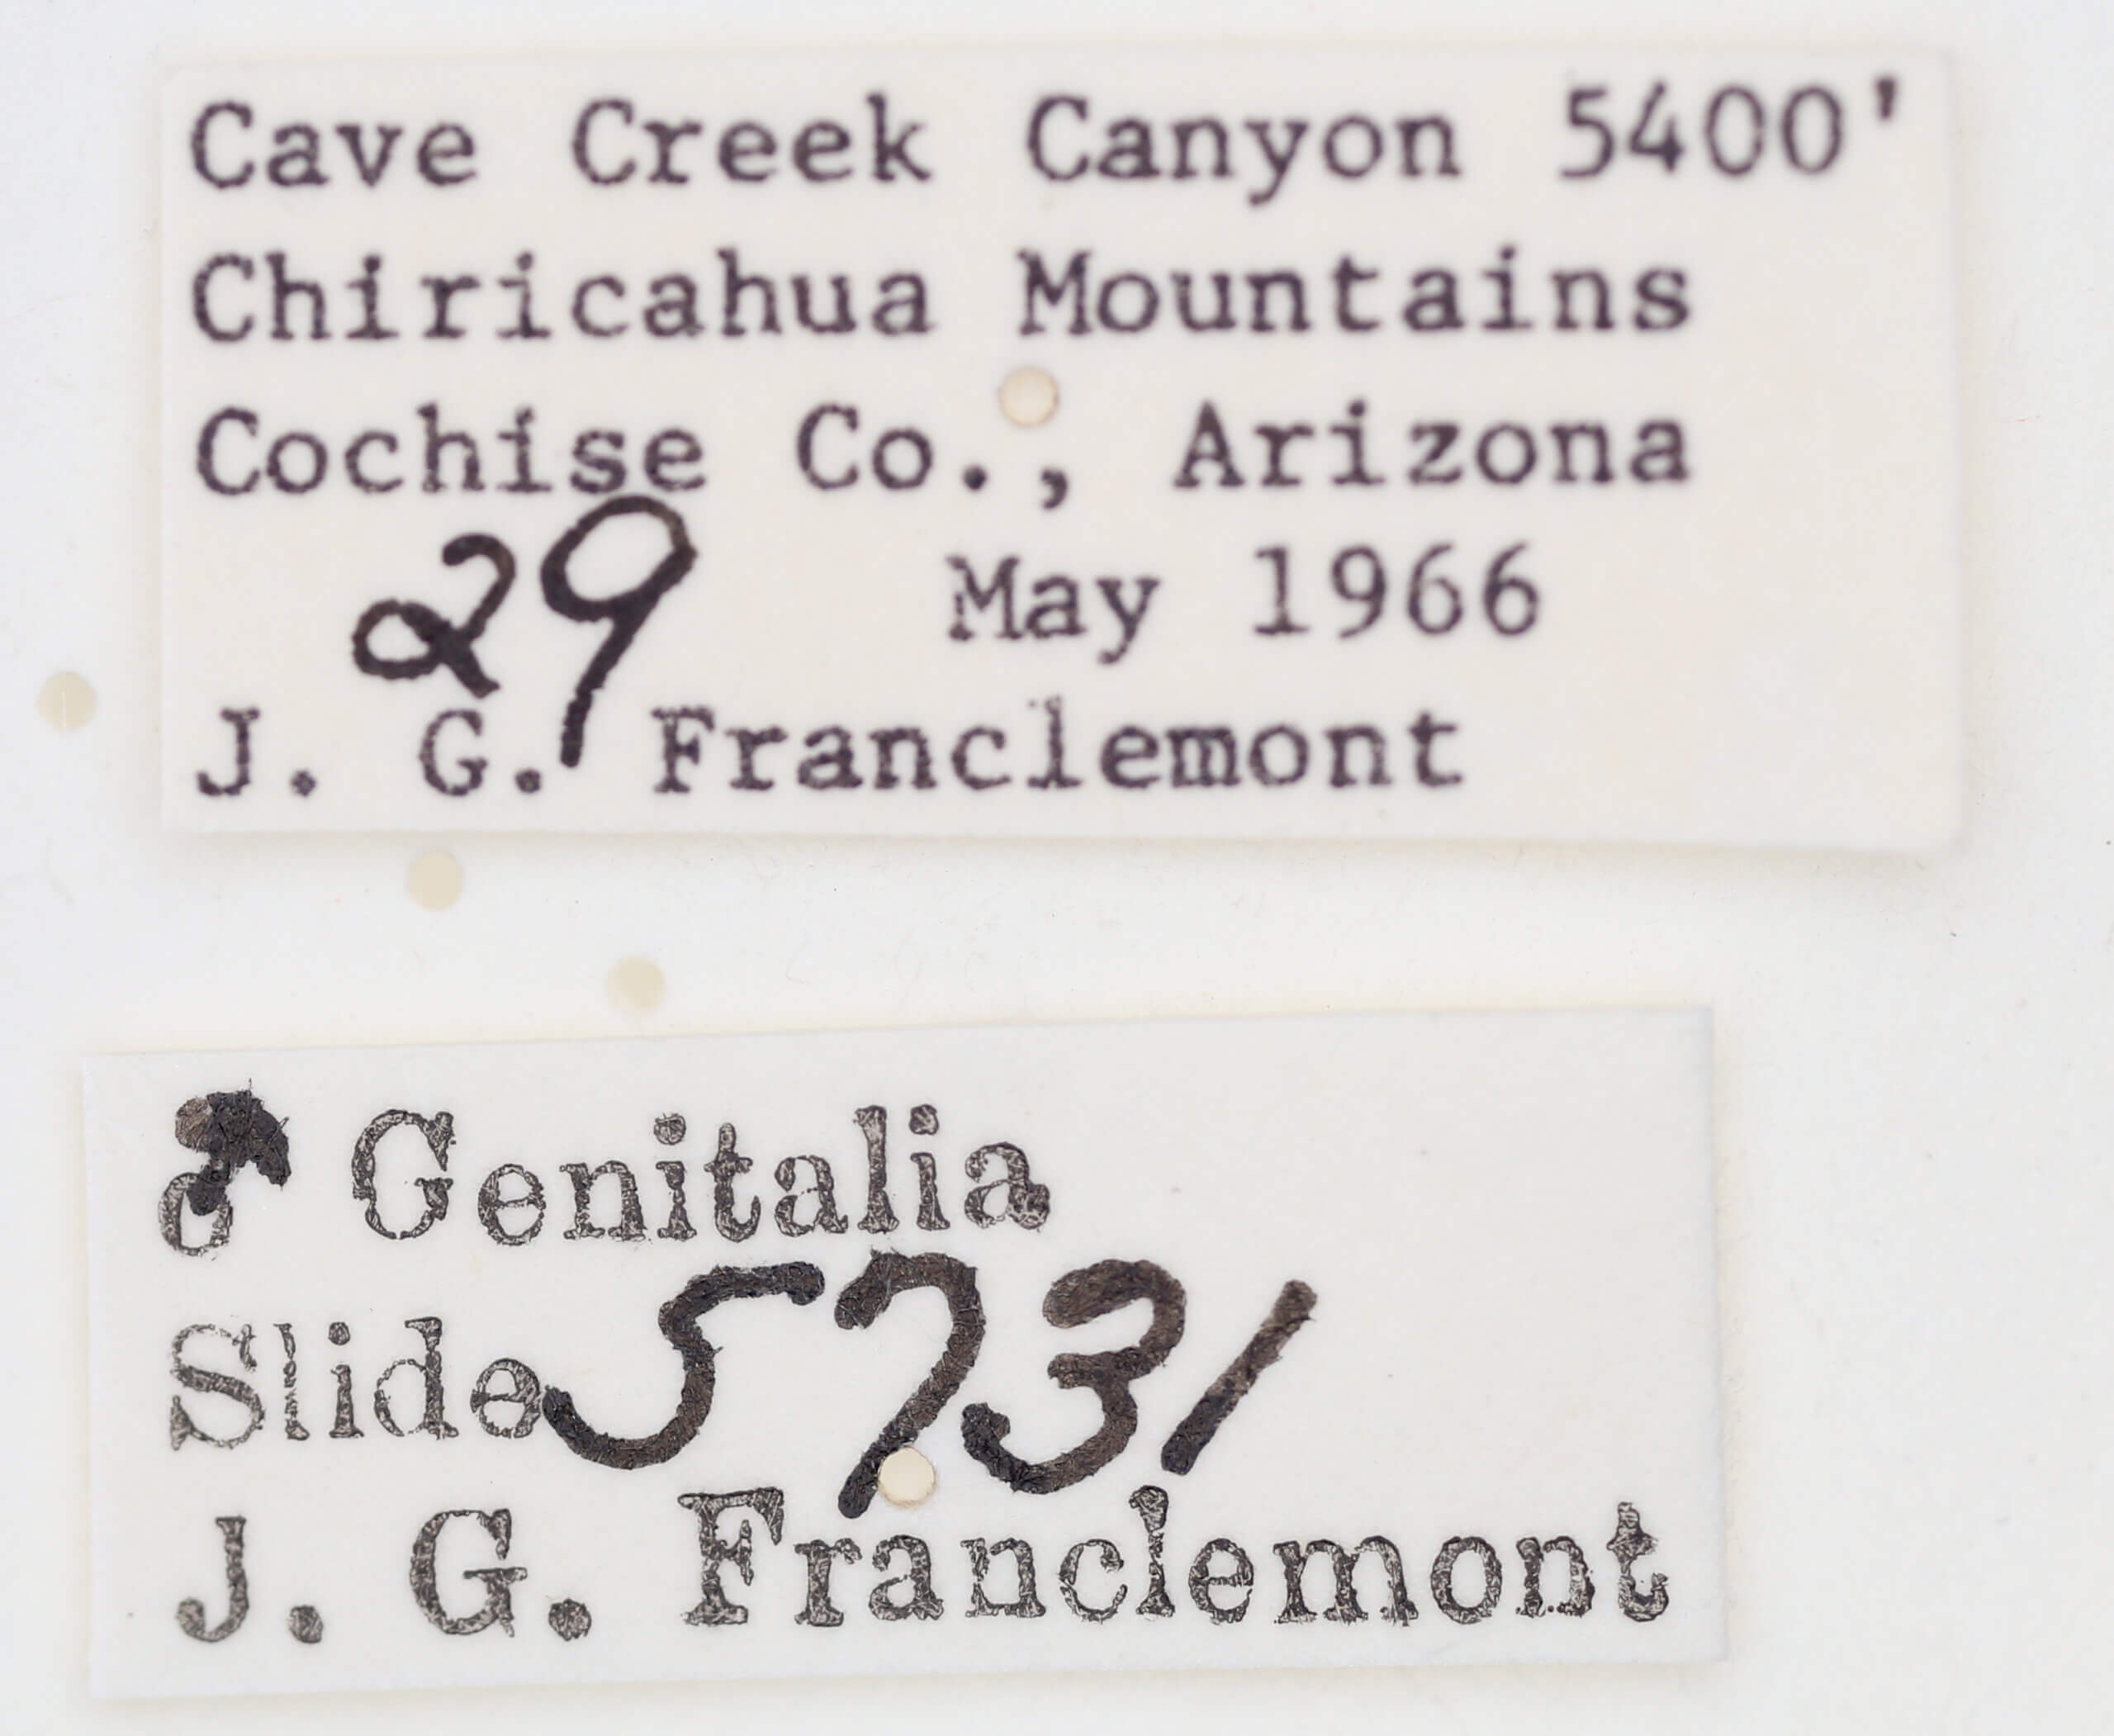 Cave Creek Canyon 5400'
Chiricahua Mountains
Cochise Co., Arizona
29 May 1966
J. G. Franclemont
♂ Genitalia
Slide 5731
J. G. Franclemont